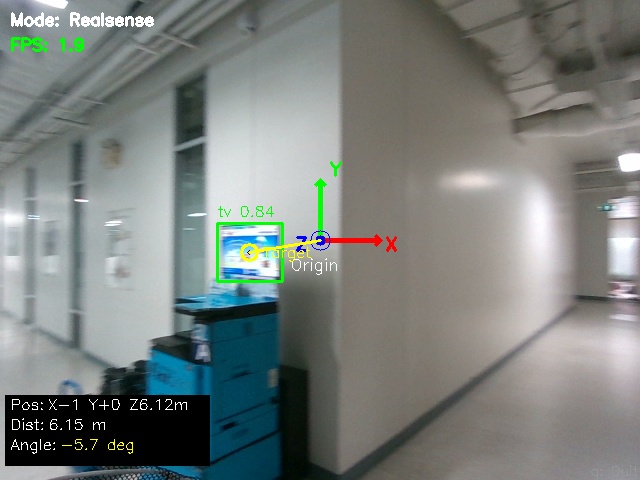 Mode: Realsense
FPS: 1.9
Y
tv 0.84
Z
X
Target
Origin
Pos: X-1 Y+0 Z6.12m
Dist: 6.15 m
Angle: -5.7 deg